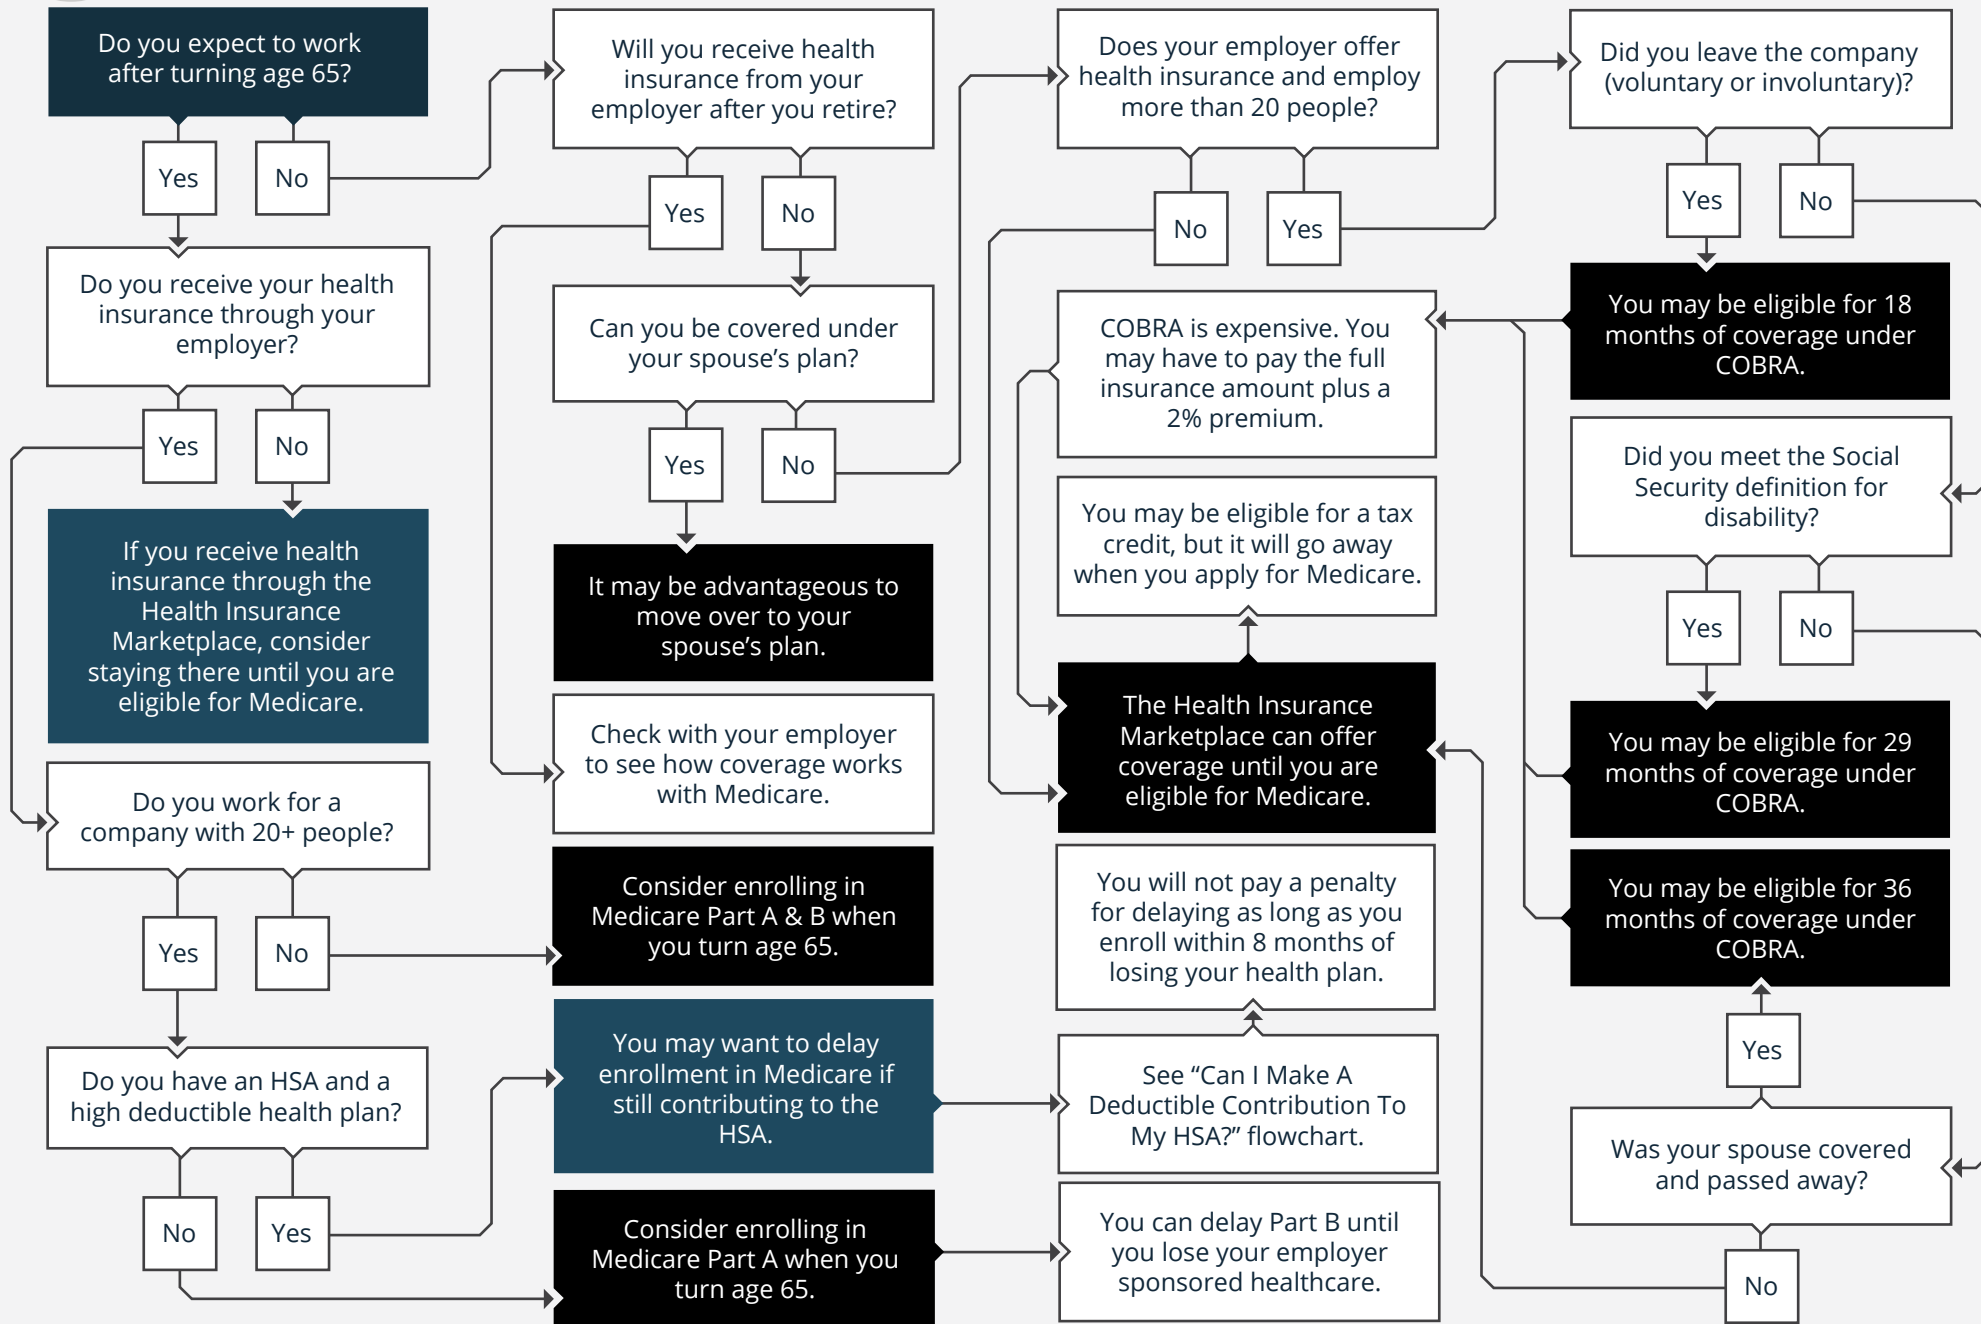 Do you expect to work
after turning age 65?
Yes
No
Do you receive your health
insurance through your
employer?
Yes
No
If you receive health
insurance through the
Health Insurance
Marketplace, consider
staying there until you are
eligible for Medicare.
Do you work for a
company with 20+ people?
Yes
No
Do you have an HSA and a
high deductible health plan?
No
Yes
Will you receive health
insurance from your
employer after you retire?
Yes
No
Can you be covered under
your spouse’s plan?
Yes
No
It may be advantageous to
move over to your
spouse’s plan.
Check with your employer
to see how coverage works
with Medicare.
Consider enrolling in
Medicare Part A & B when
you turn age 65.
You may want to delay
enrollment in Medicare if
still contributing to the
HSA.
Consider enrolling in
Medicare Part A when you
turn age 65.
Does your employer offer
health insurance and employ
more than 20 people?
No
Yes
COBRA is expensive. You
may have to pay the full
insurance amount plus a
2% premium.
You may be eligible for a tax
credit, but it will go away
when you apply for Medicare.
The Health Insurance
Marketplace can offer
coverage until you are
eligible for Medicare.
You will not pay a penalty
for delaying as long as you
enroll within 8 months of
losing your health plan.
See “Can I Make A
Deductible Contribution To
My HSA?” flowchart.
You can delay Part B until
you lose your employer
sponsored healthcare.
Did you leave the company
(voluntary or involuntary)?
Yes
No
You may be eligible for 18
months of coverage under
COBRA.
Did you meet the Social
Security definition for
disability?
Yes
No
You may be eligible for 29
months of coverage under
COBRA.
You may be eligible for 36
months of coverage under
COBRA.
Yes
Was your spouse covered
and passed away?
No